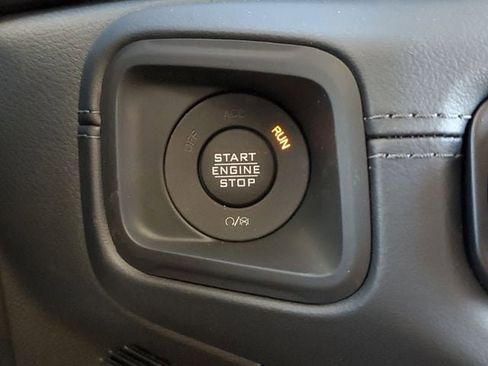 ACC
OFF
RUN
START
ENGINE
STOP